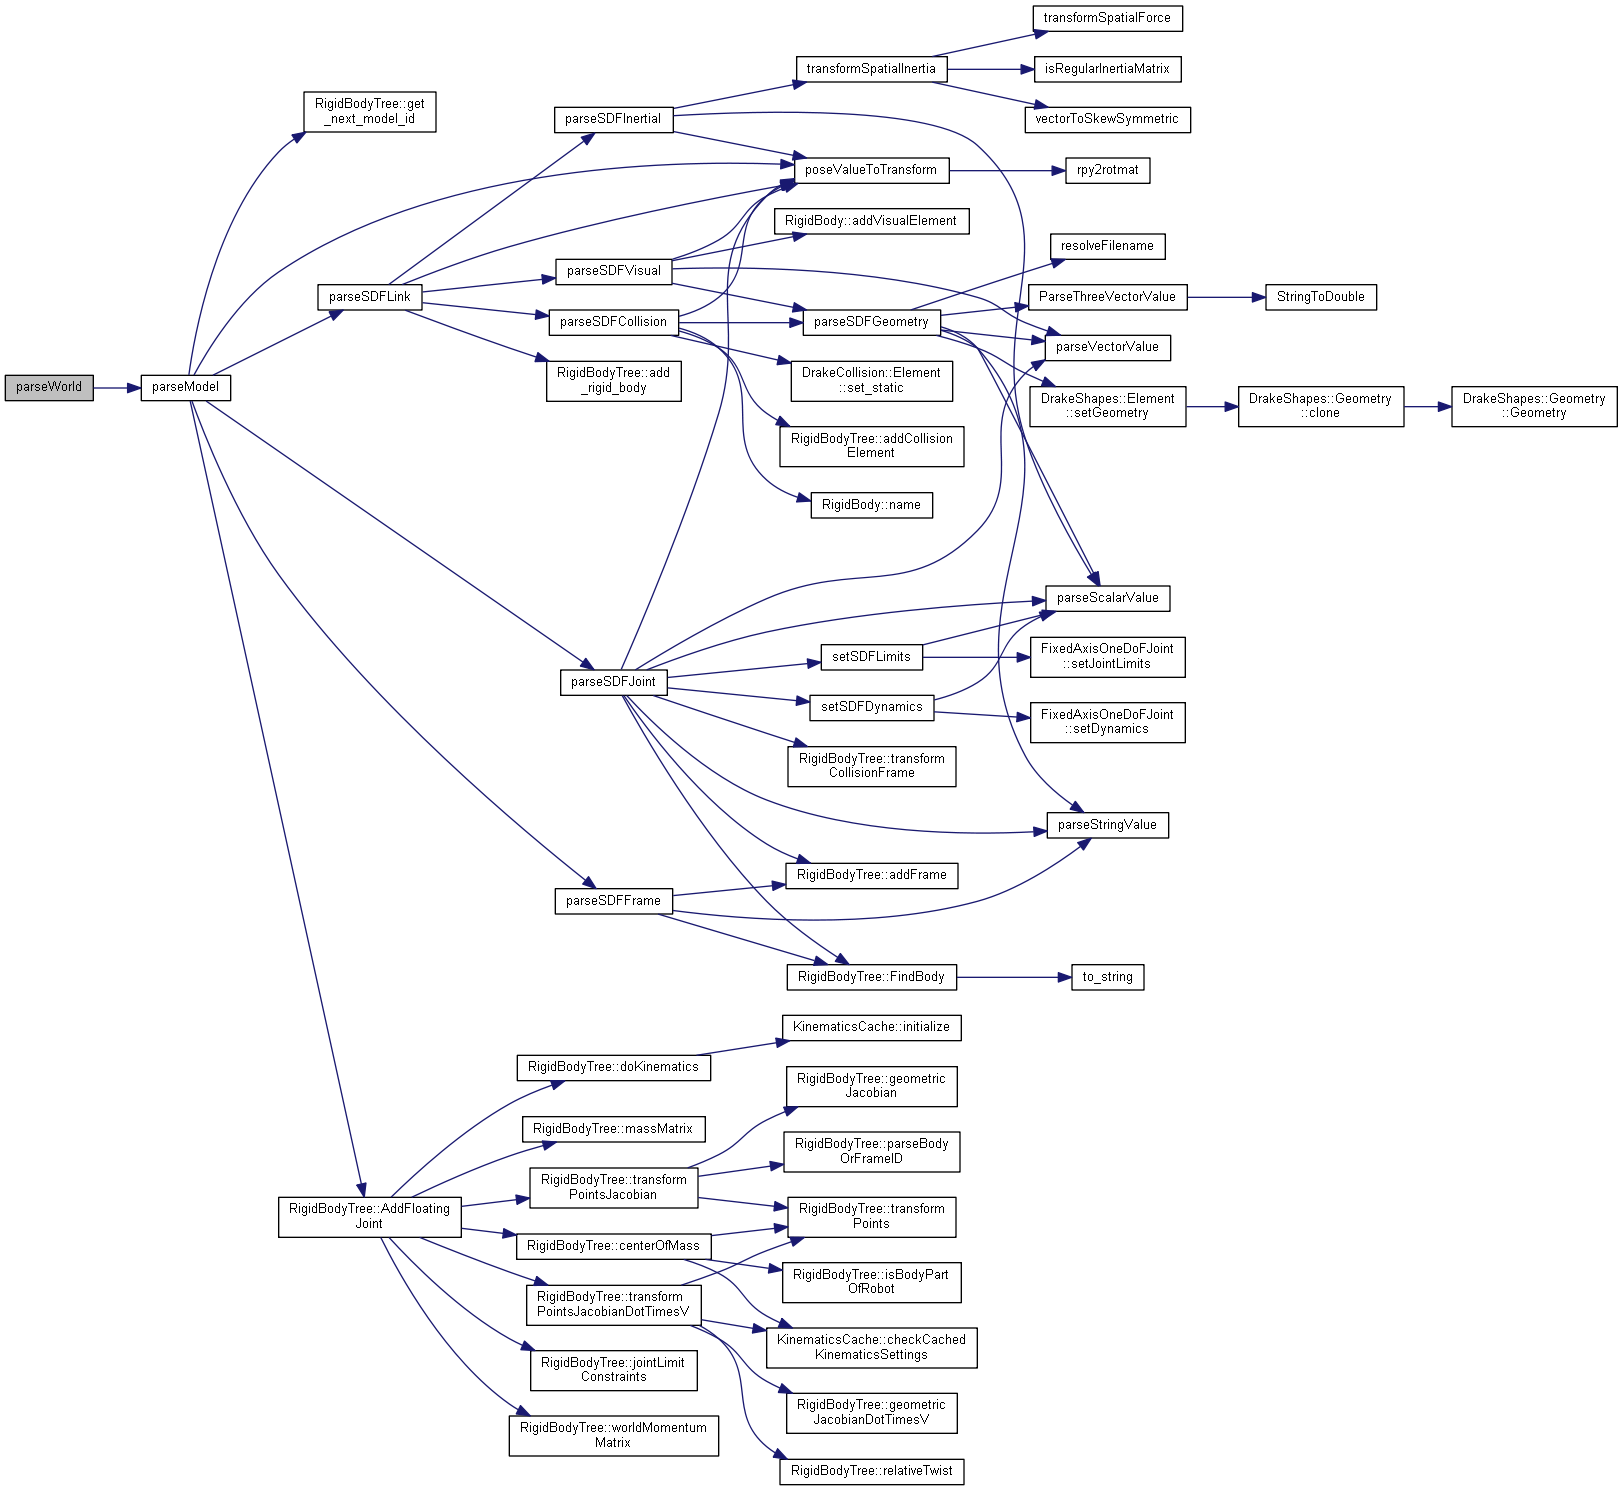 parseWorld
parseModel
RigidBodyTree::get
_next_model_id
parseSDFLink
parseSDFInertial
transformSpatialInertia
transformSpatialForce
isRegularInertiaMatrix
vectorToSkewSymmetric
poseValueToTransform
rpy2rotmat
RigidBody::addVisualElement
parseSDFVisual
parseSDFCollision
parseSDFGeometry
resolveFilename
ParseThreeVectorValue
StringToDouble
parseVectorValue
RigidBodyTree::add
_rigid_body
DrakeCollision::Element
::set_static
DrakeShapes::Element
::setGeometry
DrakeShapes::Geometry
::clone
DrakeShapes::Geometry
::Geometry
RigidBodyTree::addCollision
Element
RigidBody::name
parseScalarValue
parseSDFJoint
setSDFLimits
FixedAxisOneDoFJoint
::setJointLimits
setSDFDynamics
FixedAxisOneDoFJoint
::setDynamics
RigidBodyTree::transform
CollisionFrame
parseStringValue
RigidBodyTree::addFrame
parseSDFFrame
RigidBodyTree::FindBody
to_string
KinematicsCache::initialize
RigidBodyTree::doKinematics
RigidBodyTree::geometric
Jacobian
RigidBodyTree::massMatrix
RigidBodyTree::parseBody
OrFrameID
RigidBodyTree::transform
PointsJacobian
RigidBodyTree::AddFloating
Joint
RigidBodyTree::transform
Points
RigidBodyTree::centerOfMass
RigidBodyTree::isBodyPart
OfRobot
RigidBodyTree::transform
PointsJacobianDotTimesV
KinematicsCache::checkCached
KinematicsSettings
RigidBodyTree::jointLimit
Constraints
RigidBodyTree::geometric
JacobianDotTimesV
RigidBodyTree::worldMomentum
Matrix
RigidBodyTree::relativeTwist